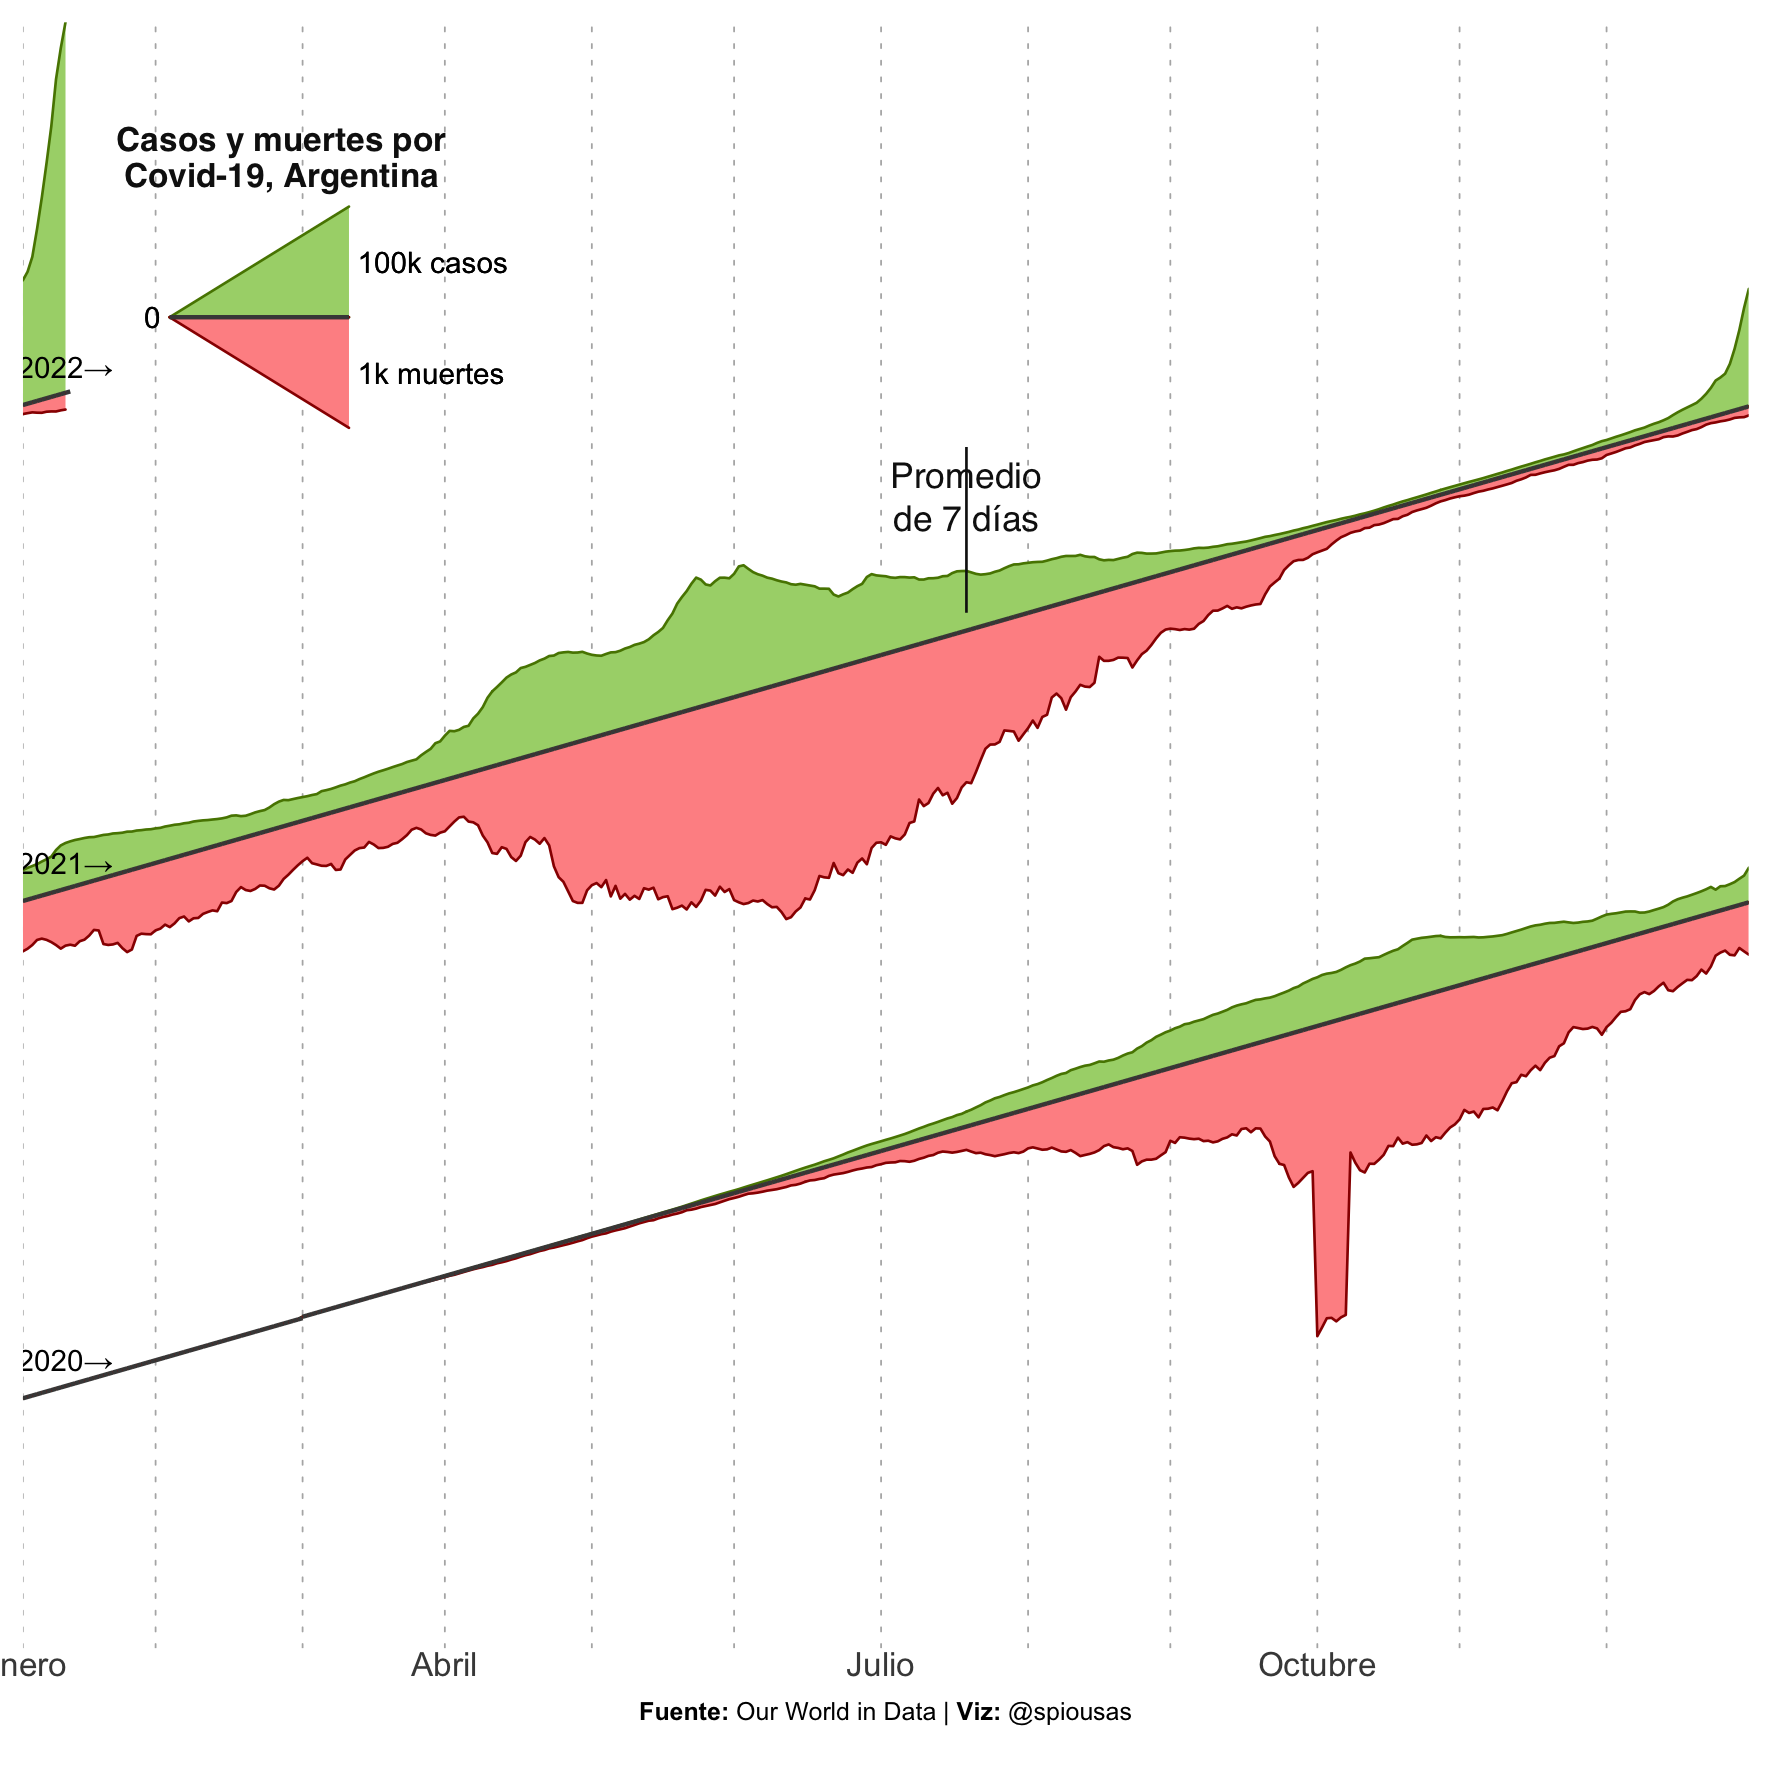 Casos y muertes por
Covid-19, Argentina
100k casos
0
1k muertes
2022→
Promedio
de 7 días
2021→
2020→
nero
Abril
Julio
Octubre
Fuente: Our World in Data | Viz: @spiousas